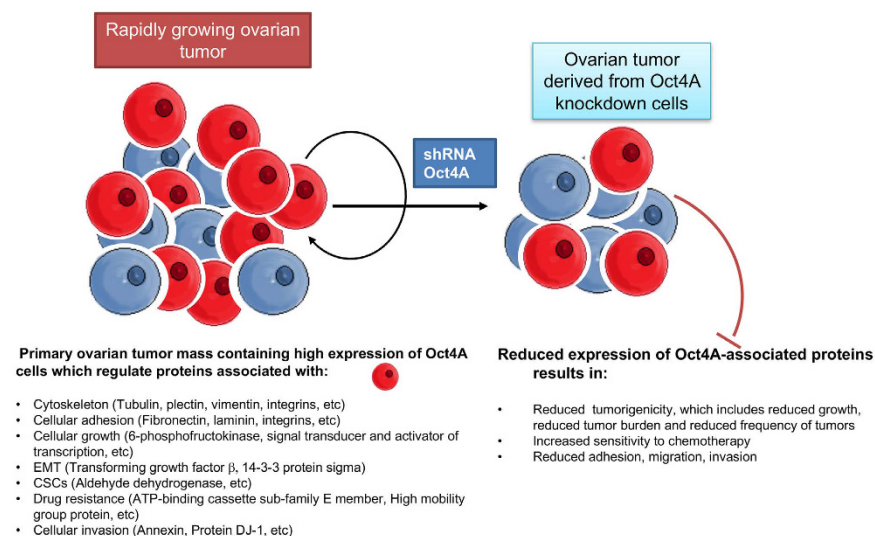 Rapidly growing ovarian
tumor
Ovarian tumor
derived from Oct4A
knockdown cells
shRNA
Oct4A
Primary ovarian tumor mass containing high expression of Oct4A
cells which regulate proteins associated with:
• Cytoskeleton (Tubulin, plectin, vimentin, integrins, etc)
• Cellular adhesion (Fibronectin, laminin, integrins, etc)
• Cellular growth (6-phosphofructokinase, signal transducer and activator of
transcription, etc)
• EMT (Transforming growth factor β, 14-3-3 protein sigma)
• CSCs (Aldehyde dehydrogenase, etc)
• Drug resistance (ATP-binding cassette sub-family E member, High mobility
group protein, etc)
• Cellular invasion (Annexin, Protein DJ-1, etc)
Reduced expression of Oct4A-associated proteins
results in:
• Reduced tumorigenicity, which includes reduced growth,
reduced tumor burden and reduced frequency of tumors
• Increased sensitivity to chemotherapy
• Reduced adhesion, migration, invasion